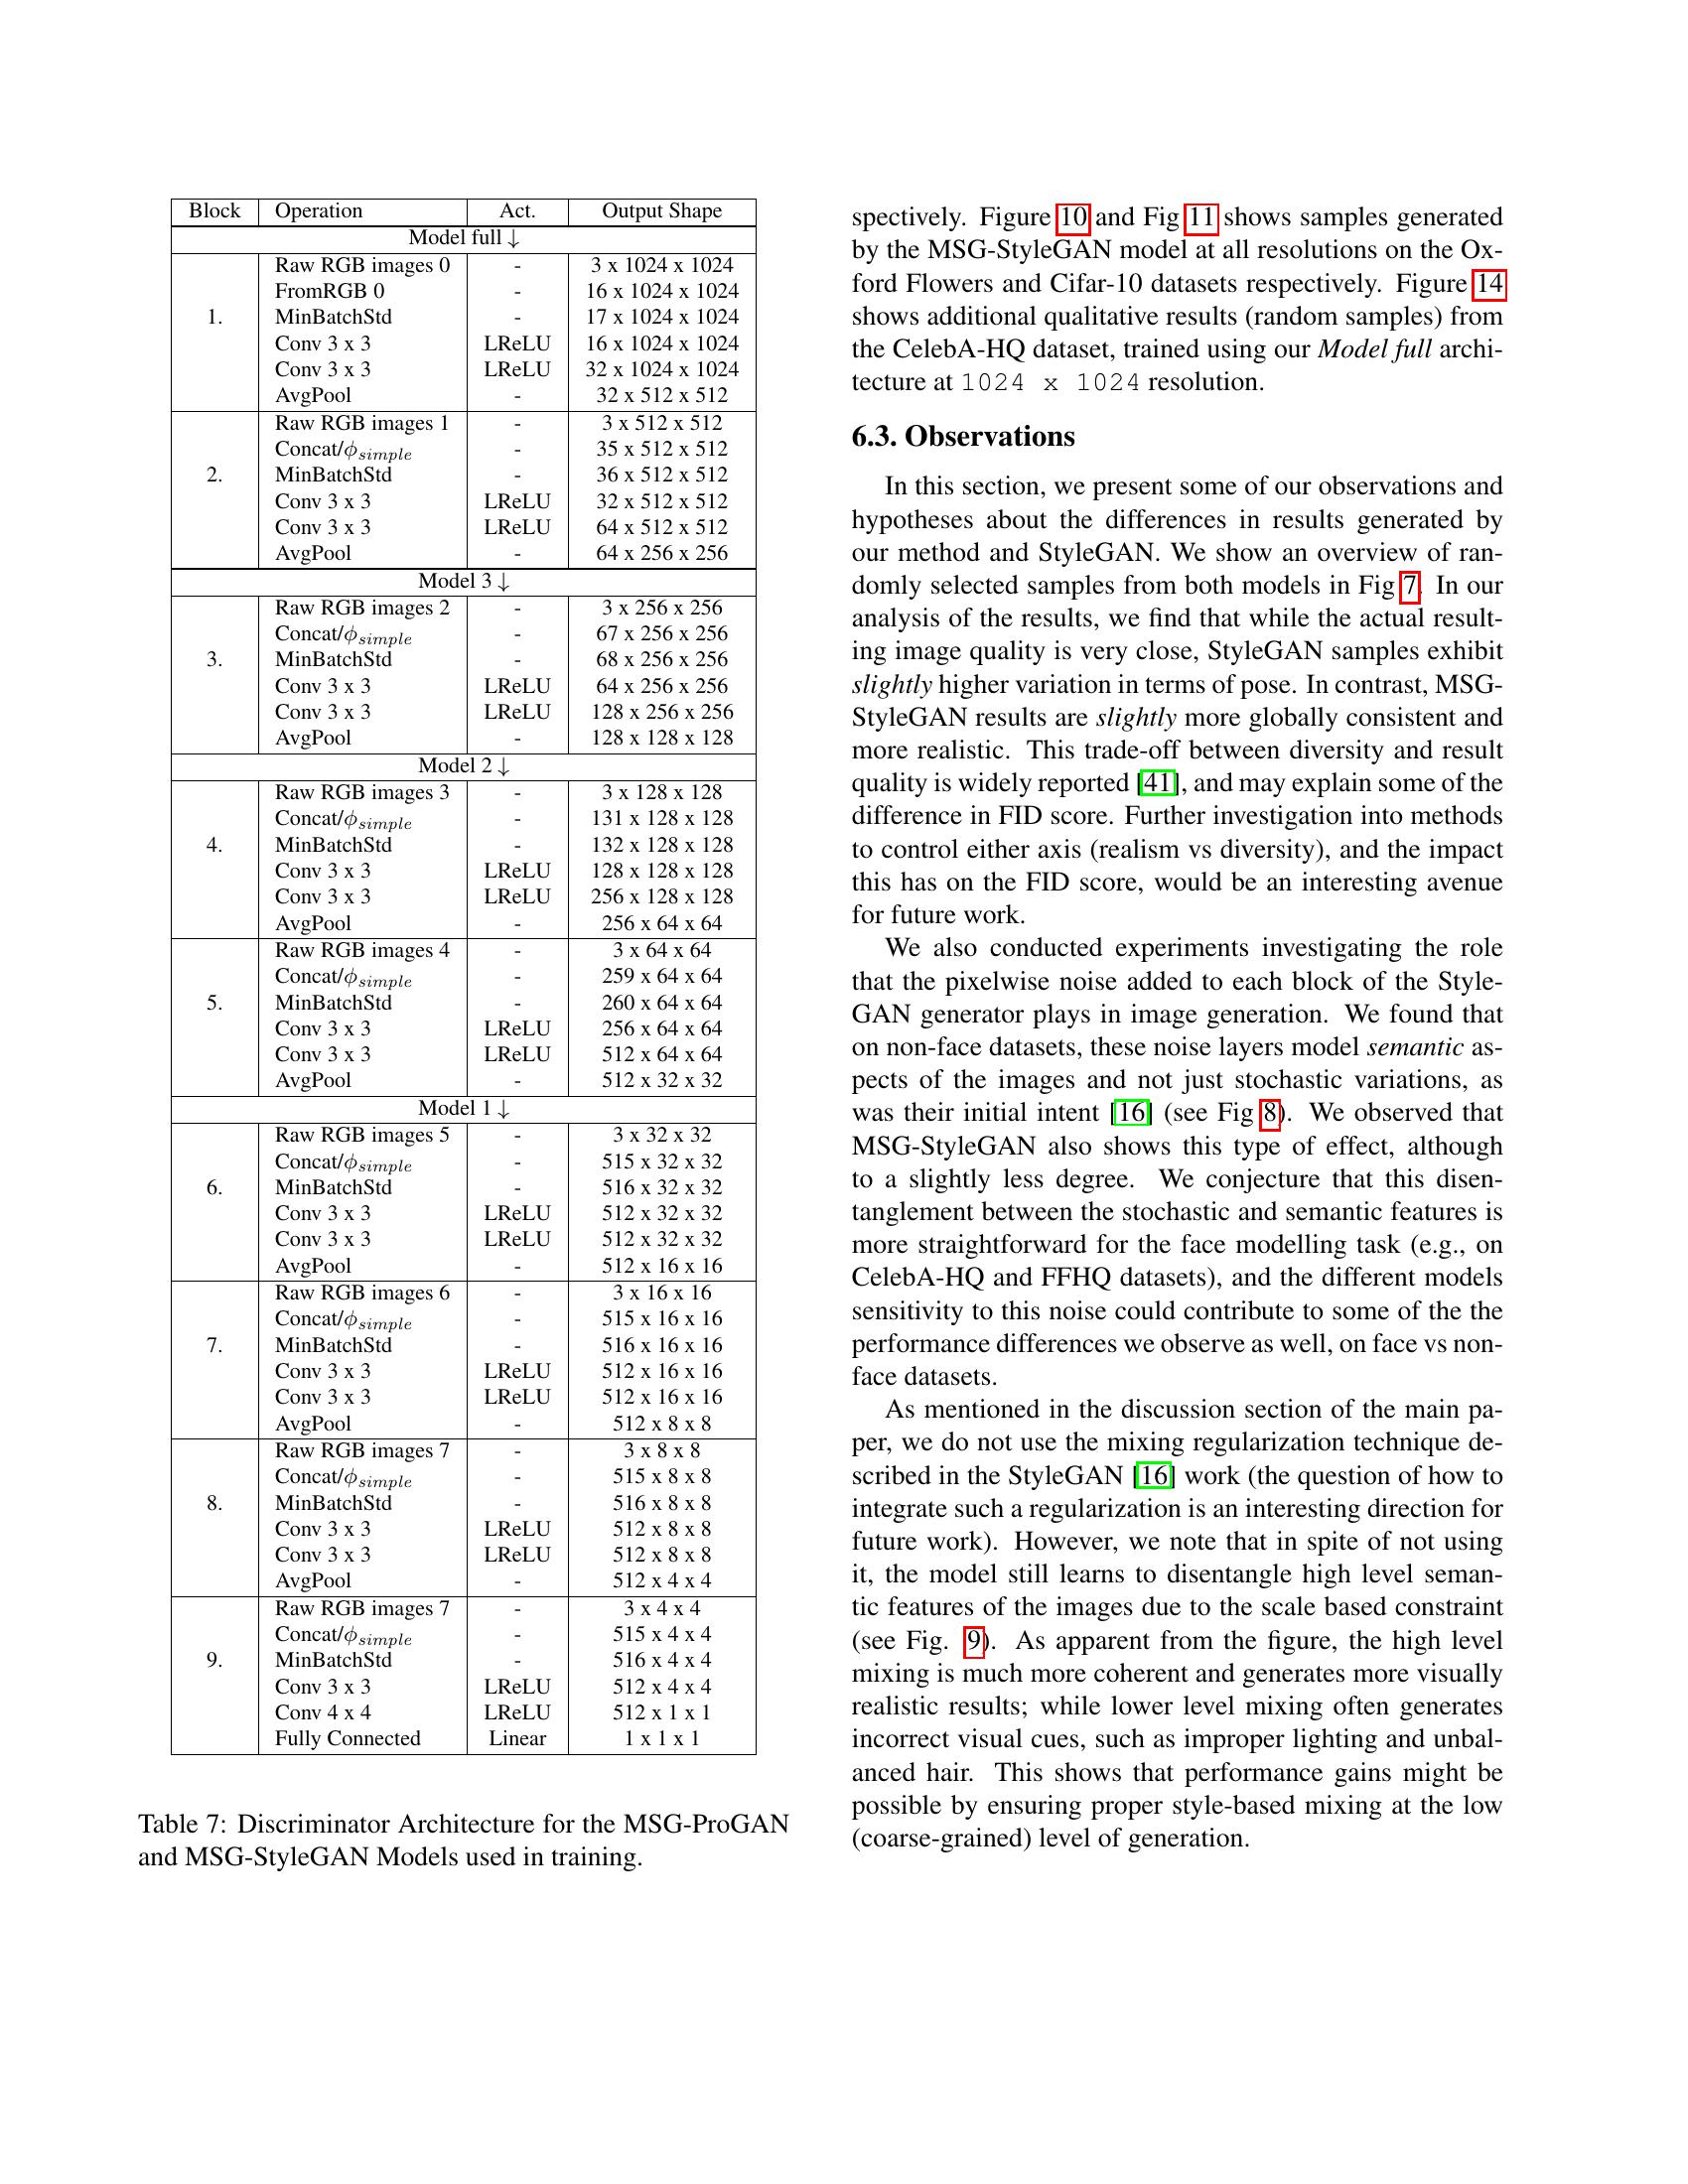 Block Operation Act. Output Shape
Model full ↓
Raw RGB images 0 - 3 x 1024 x 1024
FromRGB 0 - 16 x 1024 x 1024
1. MinBatchStd - 17 x 1024 x 1024
Conv 3 x 3 LReLU 16 x 1024 x 1024
Conv 3 x 3 LReLU 32 x 1024 x 1024
AvgPool - 32 x 512 x 512
Raw RGB images 1 - 3 x 512 x 512
Concat/ϕsimple - 35 x 512 x 512
2. MinBatchStd - 36 x 512 x 512
Conv 3 x 3 LReLU 32 x 512 x 512
Conv 3 x 3 LReLU 64 x 512 x 512
AvgPool - 64 x 256 x 256
Model 3 ↓
Raw RGB images 2 - 3 x 256 x 256
Concat/ϕsimple - 67 x 256 x 256
3. MinBatchStd - 68 x 256 x 256
Conv 3 x 3 LReLU 64 x 256 x 256
Conv 3 x 3 LReLU 128 x 256 x 256
AvgPool - 128 x 128 x 128
Model 2 ↓
Raw RGB images 3 - 3 x 128 x 128
Concat/ϕsimple - 131 x 128 x 128
4. MinBatchStd - 132 x 128 x 128
Conv 3 x 3 LReLU 128 x 128 x 128
Conv 3 x 3 LReLU 256 x 128 x 128
AvgPool - 256 x 64 x 64
Raw RGB images 4 - 3 x 64 x 64
Concat/ϕsimple - 259 x 64 x 64
5. MinBatchStd - 260 x 64 x 64
Conv 3 x 3 LReLU 256 x 64 x 64
Conv 3 x 3 LReLU 512 x 64 x 64
AvgPool - 512 x 32 x 32
Model 1 ↓
Raw RGB images 5 - 3 x 32 x 32
Concat/ϕsimple - 515 x 32 x 32
6. MinBatchStd - 516 x 32 x 32
Conv 3 x 3 LReLU 512 x 32 x 32
Conv 3 x 3 LReLU 512 x 32 x 32
AvgPool - 512 x 16 x 16
Raw RGB images 6 - 3 x 16 x 16
Concat/ϕsimple - 515 x 16 x 16
7. MinBatchStd - 516 x 16 x 16
Conv 3 x 3 LReLU 512 x 16 x 16
Conv 3 x 3 LReLU 512 x 16 x 16
AvgPool - 512 x 8 x 8
Raw RGB images 7 - 3 x 8 x 8
Concat/ϕsimple - 515 x 8 x 8
8. MinBatchStd - 516 x 8 x 8
Conv 3 x 3 LReLU 512 x 8 x 8
Conv 3 x 3 LReLU 512 x 8 x 8
AvgPool - 512 x 4 x 4
Raw RGB images 7 - 3 x 4 x 4
Concat/ϕsimple - 515 x 4 x 4
9. MinBatchStd - 516 x 4 x 4
Conv 3 x 3 LReLU 512 x 4 x 4
Conv 4 x 4 LReLU 512 x 1 x 1
Fully Connected Linear 1 x 1 x 1
Table 7: Discriminator Architecture for the MSG-ProGAN
and MSG-StyleGAN Models used in training.
spectively. Figure 10 and Fig 11 shows samples generated
by the MSG-StyleGAN model at all resolutions on the Ox-
ford Flowers and Cifar-10 datasets respectively. Figure 14
shows additional qualitative results (random samples) from
the CelebA-HQ dataset, trained using our Model full archi-
tecture at 1024 x 1024 resolution.
6.3. Observations
In this section, we present some of our observations and
hypotheses about the differences in results generated by
our method and StyleGAN. We show an overview of ran-
domly selected samples from both models in Fig 7. In our
analysis of the results, we find that while the actual result-
ing image quality is very close, StyleGAN samples exhibit
slightly higher variation in terms of pose. In contrast, MSG-
StyleGAN results are slightly more globally consistent and
more realistic. This trade-off between diversity and result
quality is widely reported [41], and may explain some of the
difference in FID score. Further investigation into methods
to control either axis (realism vs diversity), and the impact
this has on the FID score, would be an interesting avenue
for future work.
We also conducted experiments investigating the role
that the pixelwise noise added to each block of the Style-
GAN generator plays in image generation. We found that
on non-face datasets, these noise layers model semantic as-
pects of the images and not just stochastic variations, as
was their initial intent [16] (see Fig 8). We observed that
MSG-StyleGAN also shows this type of effect, although
to a slightly less degree. We conjecture that this disen-
tanglement between the stochastic and semantic features is
more straightforward for the face modelling task (e.g., on
CelebA-HQ and FFHQ datasets), and the different models
sensitivity to this noise could contribute to some of the the
performance differences we observe as well, on face vs non-
face datasets.
As mentioned in the discussion section of the main pa-
per, we do not use the mixing regularization technique de-
scribed in the StyleGAN [16] work (the question of how to
integrate such a regularization is an interesting direction for
future work). However, we note that in spite of not using
it, the model still learns to disentangle high level seman-
tic features of the images due to the scale based constraint
(see Fig. 9). As apparent from the figure, the high level
mixing is much more coherent and generates more visually
realistic results; while lower level mixing often generates
incorrect visual cues, such as improper lighting and unbal-
anced hair. This shows that performance gains might be
possible by ensuring proper style-based mixing at the low
(coarse-grained) level of generation.